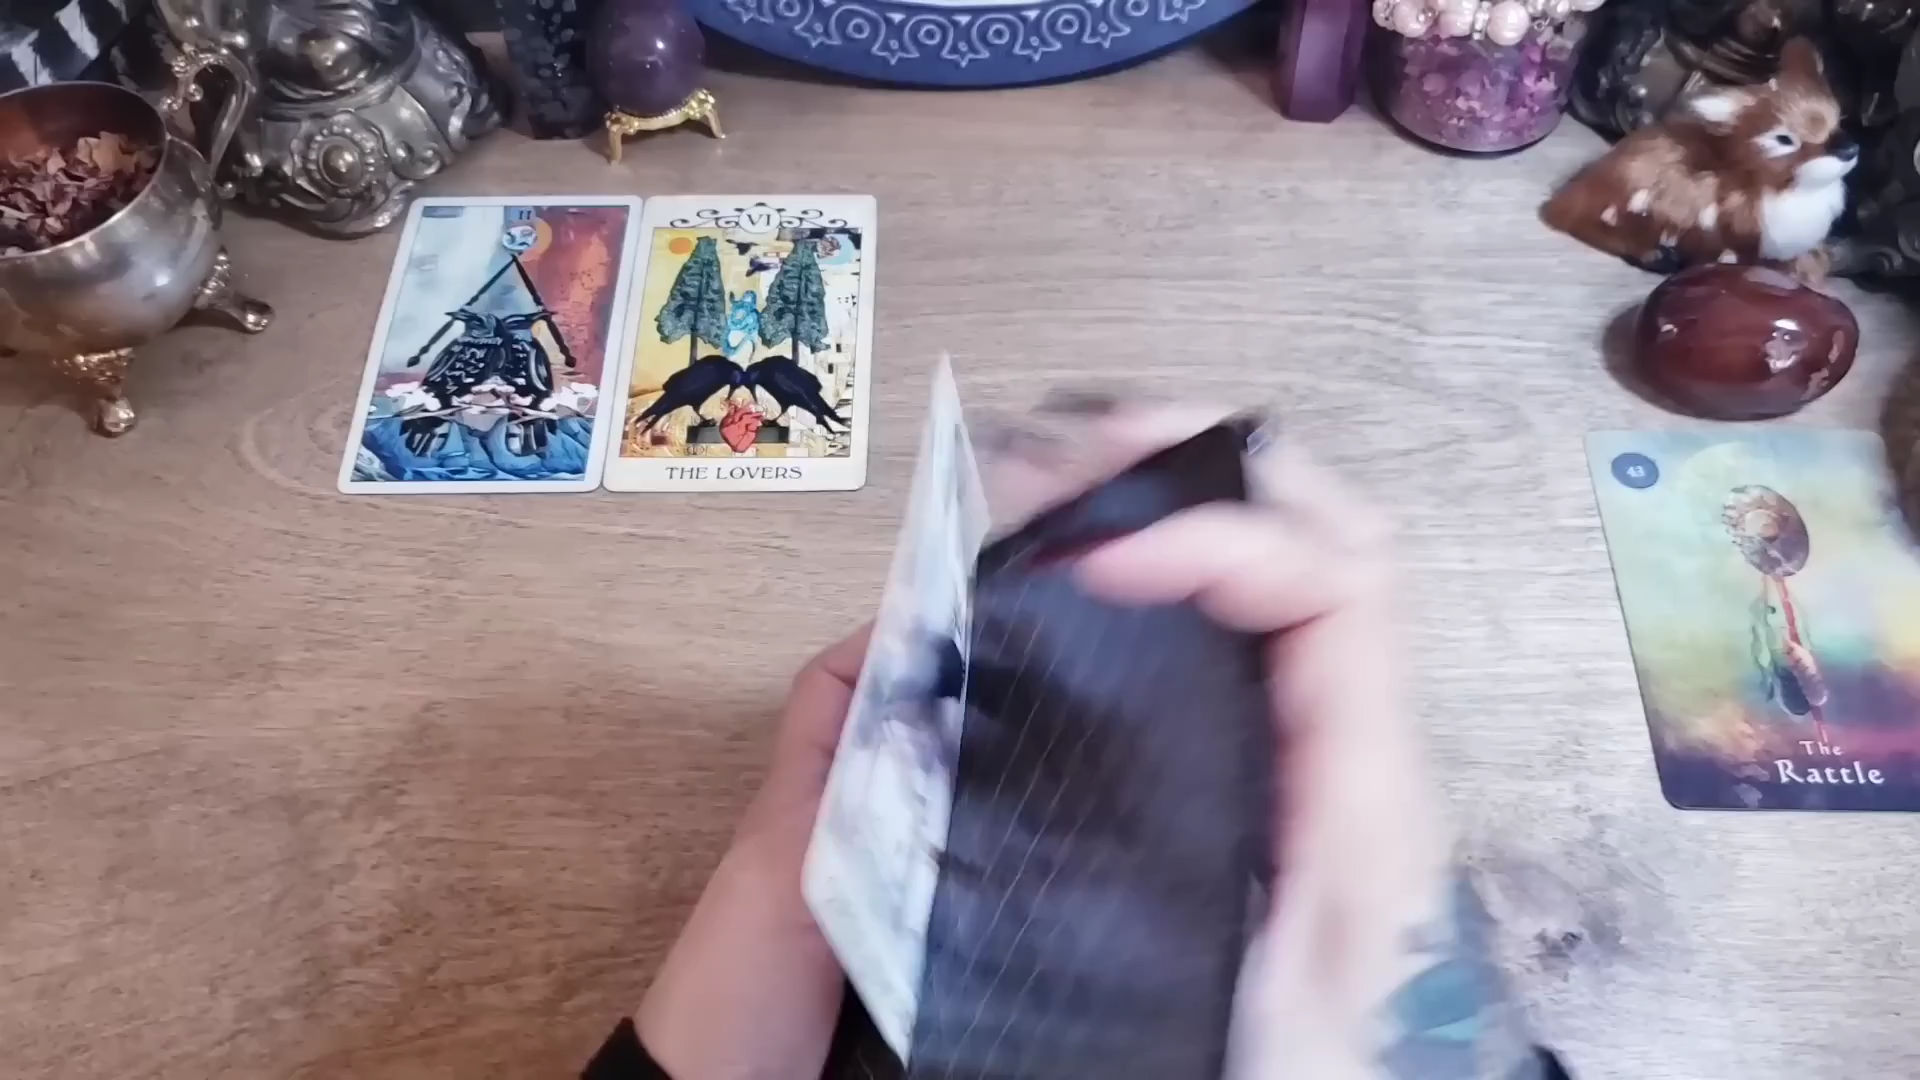 II
VI
THE LOVERS
43
The
Rattle